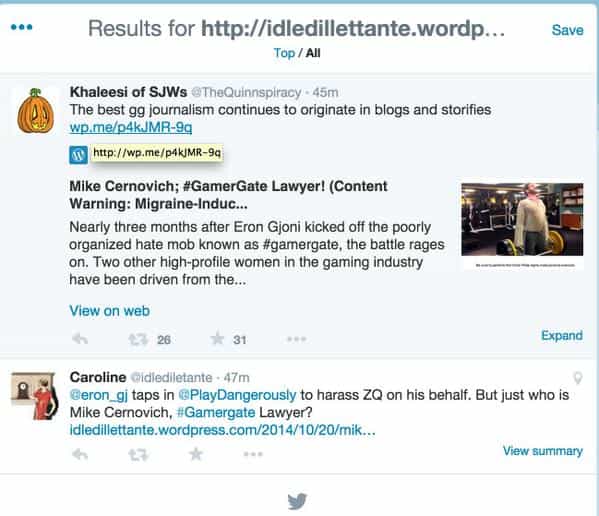 Results for http://idledillettante.wordp...
Save
Top / All
Khaleesi of SJWs @TheQuinnspiracy · 45m
The best gg journalism continues to originate in blogs and storifies
wp.me/p4kJMR-9q
http://wp.me/p4kJMR-9q
Mike Cernovich; #GamerGate Lawyer! (Content
Warning: Migraine-Induc...
Nearly three months after Eron Gjoni kicked off the poorly
organized hate mob known as #gamergate, the battle rages
on. Two other high-profile women in the gaming industry
have been driven from the...
View on web
26
31
Expand
Caroline @idlediletante · 47m
@eron_gj taps in @PlayDangerously to harass ZQ on his behalf. But just who is
Mike Cernovich, #Gamergate Lawyer?
idledillettante.wordpress.com/2014/10/20/mik...
View summary